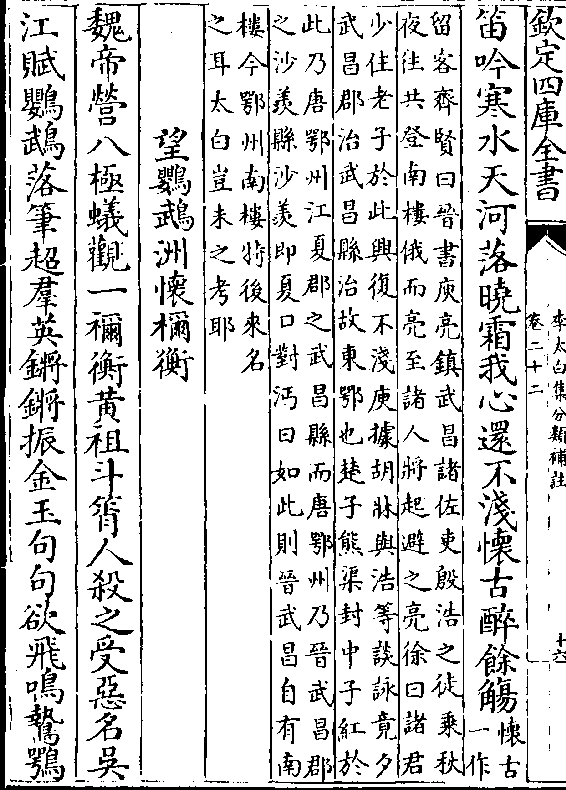 欽定四庫全書
李太白集分類補註
卷二十二
十六
笛吟寒水天河落曉霜我心還不淺懷古醉餘觴懷古一作
留客齊賢曰晉書庾亮鎮武昌諸佐吏殷浩之徒乗秋
夜往共登南樓俄而亮至諸人將起避之亮徐曰諸君
少住老子於此興復不淺庾據胡牀與浩等談詠竟夕
武昌郡治武昌縣治故東鄂也楚子熊渠封中子紅於
此乃唐鄂州江夏郡之武昌縣而唐鄂州乃晉武昌郡
之沙羨縣沙羨即夏口對沔曰如此則晉武昌自有南
樓今鄂州南樓特後來名
之耳太白豈未之考耶
望鸚鵡洲懷禰衡
魏帝營八極蟻觀一禰衡黄祖斗筲人殺之受惡名吳
江賦鸚鵡落筆超羣英鏘鏘振金玉句句欲飛鳴鷙鶚